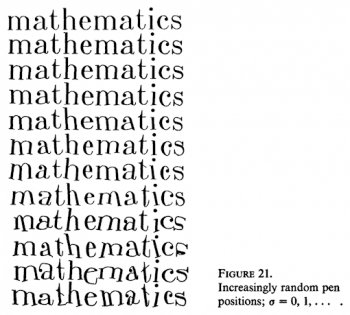 mathematics
mathematics
mathematics
mathematics
mathematics
mathematics
mathematics
mathematics
mathematics
mathematics
mathematics
mathematics
FIGURE 21.
Increasingly random pen
positions; σ = 0, 1, . . . .